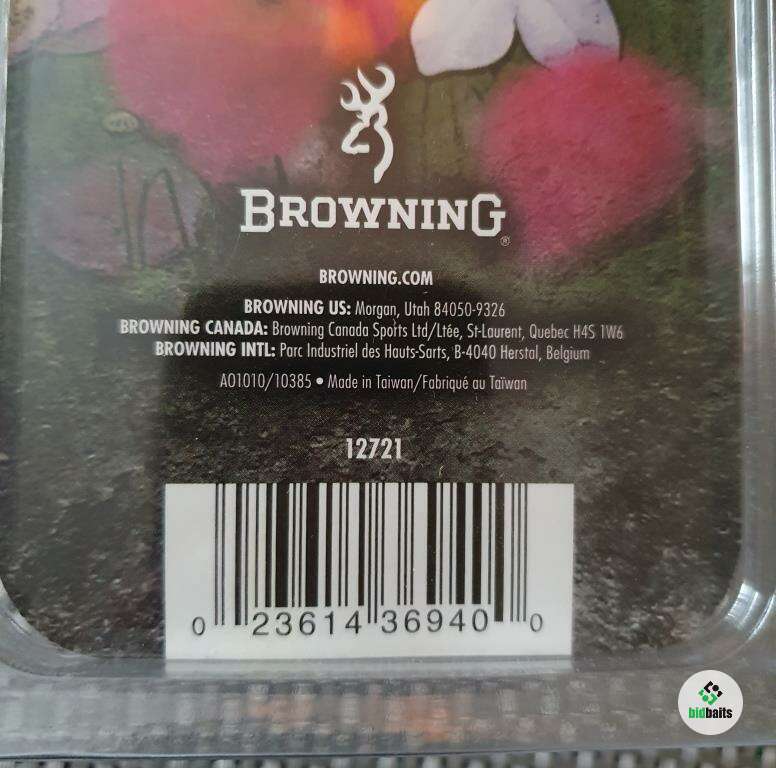 BROWNING®
BROWNING.COM
BROWNING US: Morgan, Utah 84050-9326
BROWNING CANADA: Browning Canada Sports Ltd/Ltée, St-Laurent, Quebec H4S 1W6
BROWNING INTL: Parc Industriel des Hauts-Sarts, B-4040 Herstal, Belgium
AO1010/10385 • Made in Taiwan/Fabriqué au Taïwan
12721
0 23614 36940 0
bidbaits